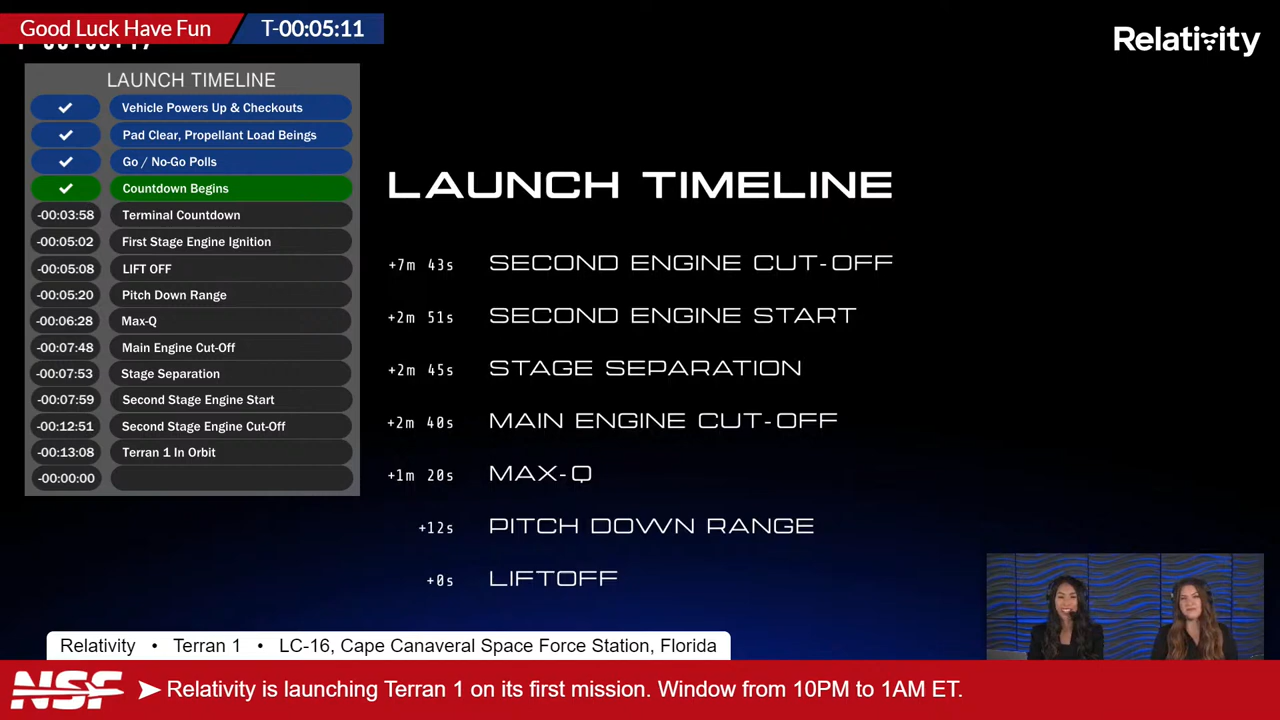 Good Luck Have Fun
T-00:05:11
Relativity
LAUNCH TIMELINE
Vehicle Powers Up & Checkouts
Pad Clear, Propellant Load Beings
Go / No-Go Polls
Countdown Begins
-00:03:58 Terminal Countdown
-00:05:02 First Stage Engine Ignition
-00:05:08 LIFT OFF
-00:05:20 Pitch Down Range
-00:06:28 Max-Q
-00:07:48 Main Engine Cut-Off
-00:07:53 Stage Separation
-00:07:59 Second Stage Engine Start
-00:12:51 Second Stage Engine Cut-Off
-00:13:08 Terran 1 In Orbit
-00:00:00
LAUNCH TIMELINE
+7m 43s SECOND ENGINE CUT-OFF
+2m 51s SECOND ENGINE START
+2m 45s STAGE SEPARATION
+2m 40s MAIN ENGINE CUT-OFF
+1m 20s MAX-Q
+12s PITCH DOWN RANGE
+0s LIFTOFF
Relativity • Terran 1 • LC-16, Cape Canaveral Space Force Station, Florida
NSF Relativity is launching Terran 1 on its first mission. Window from 10PM to 1AM ET.